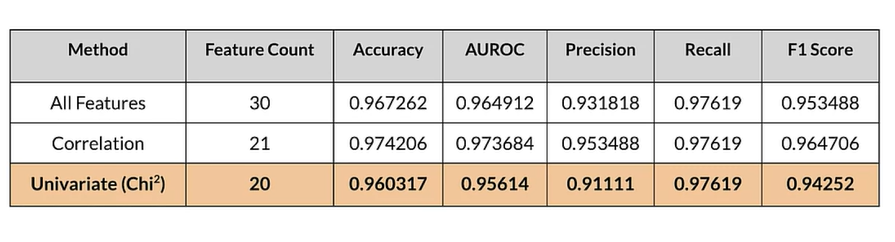 Method Feature Count Accuracy AUROC Precision Recall F1 Score
All Features 30 0.967262 0.964912 0.931818 0.97619 0.953488
Correlation 21 0.974206 0.973684 0.953488 0.97619 0.964706
Univariate (Chi²) 20 0.960317 0.95614 0.91111 0.97619 0.94252